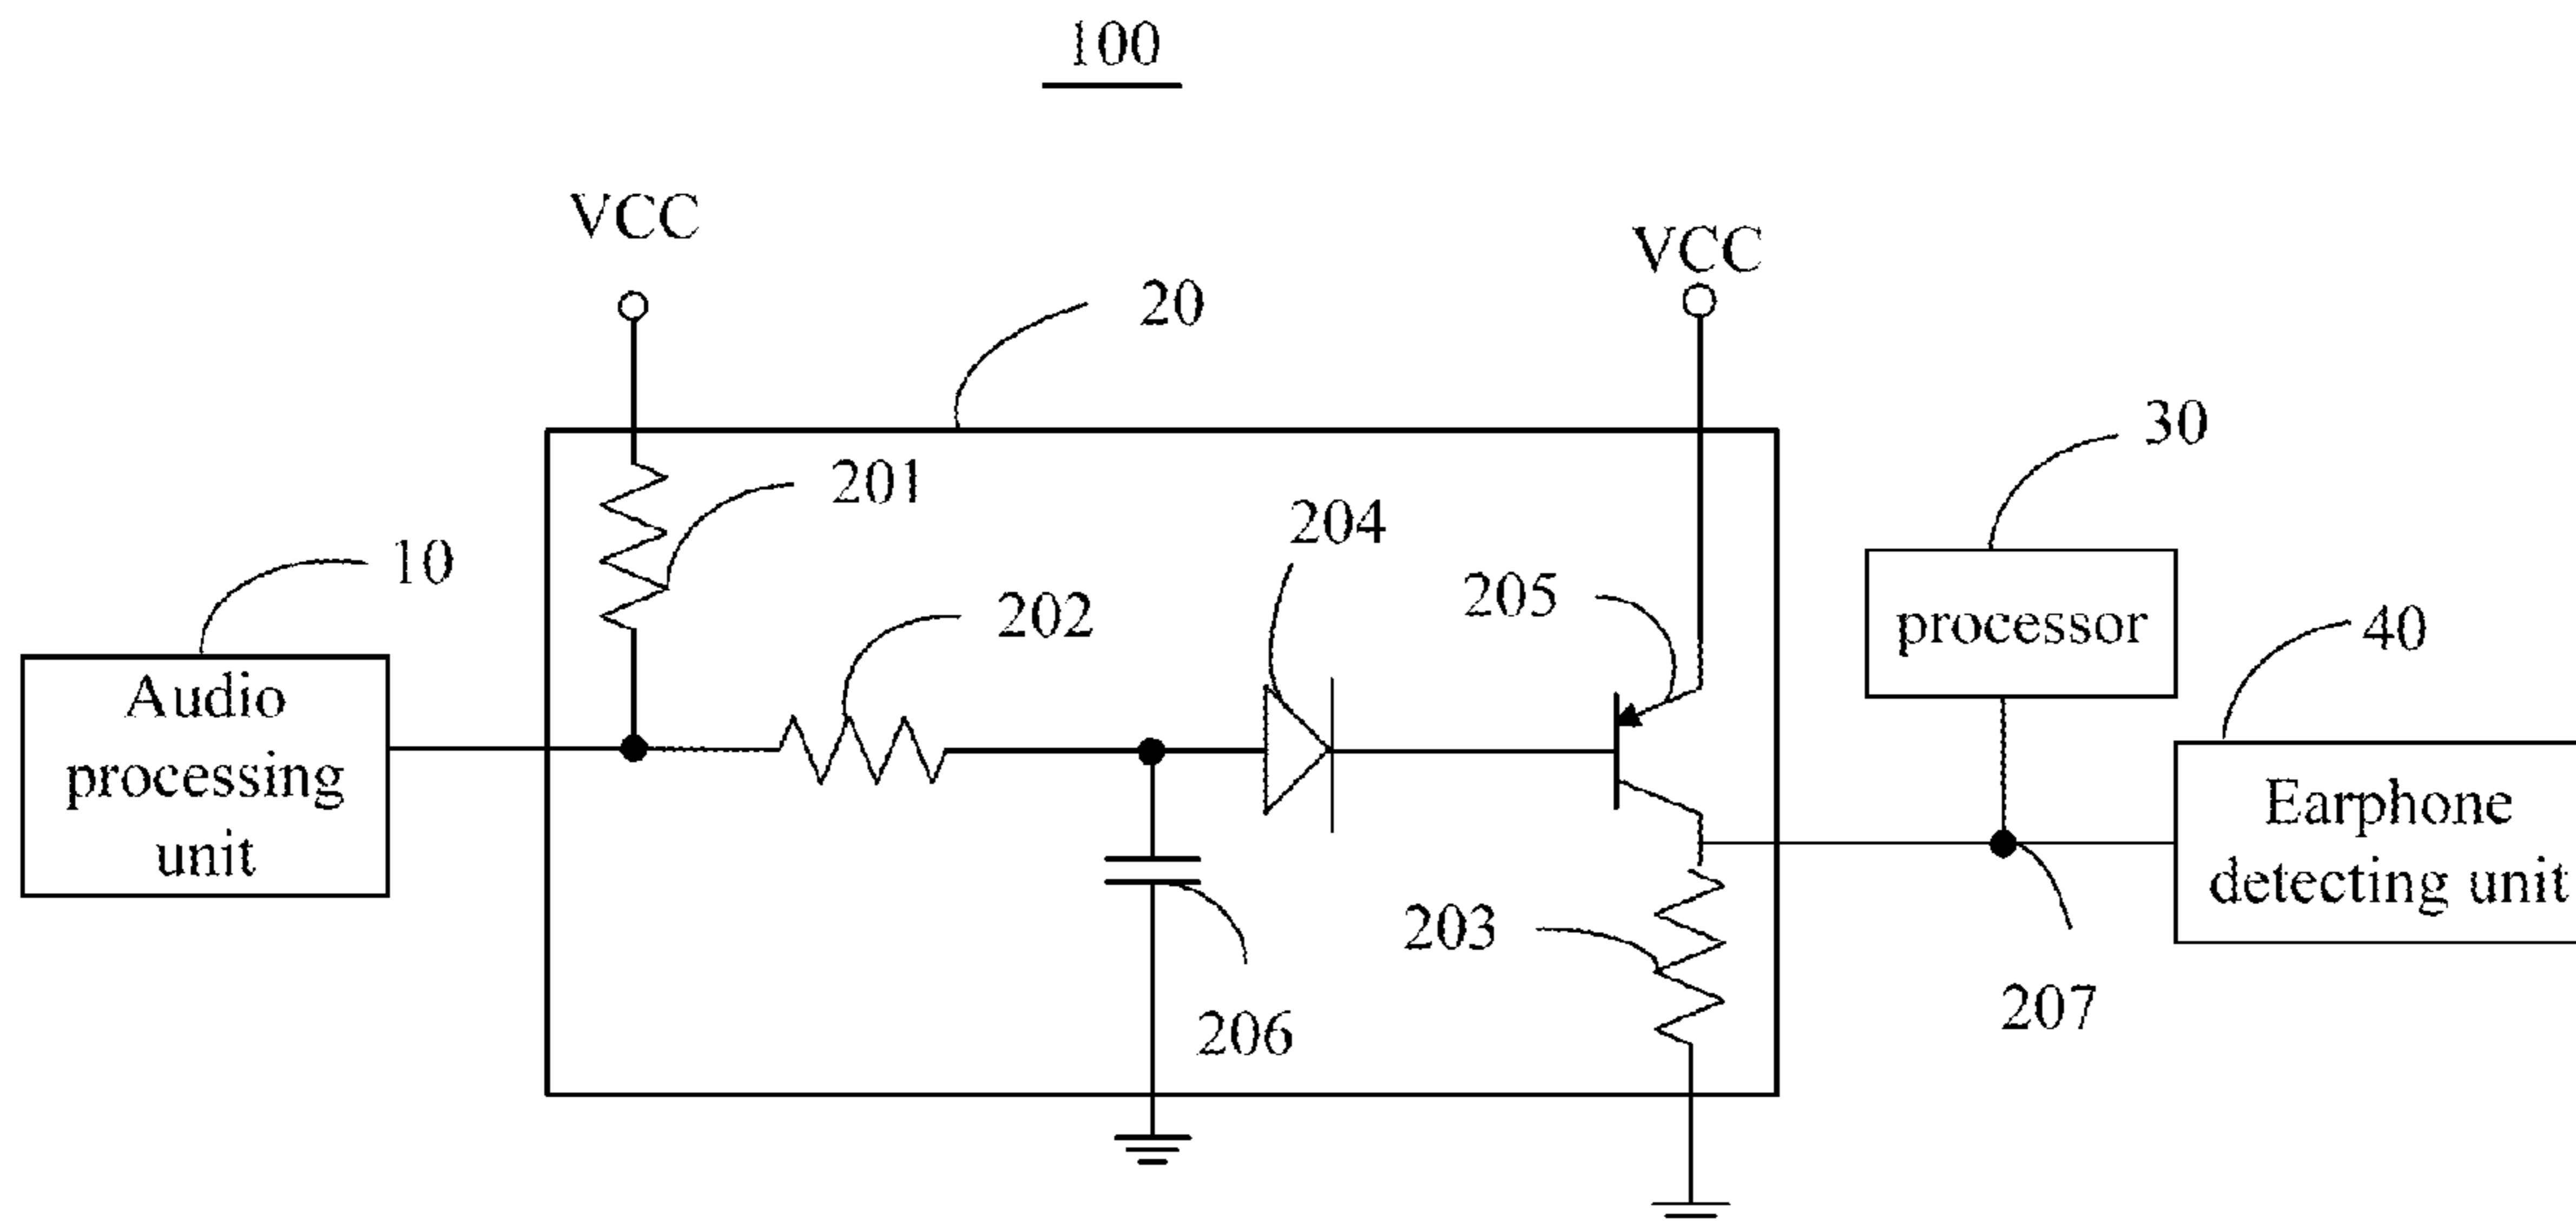 100
VCC
VCC
20
30
201
204
10
205
202
processor
40
Audio
processing
unit
Earphone
detecting unit
203
206
207